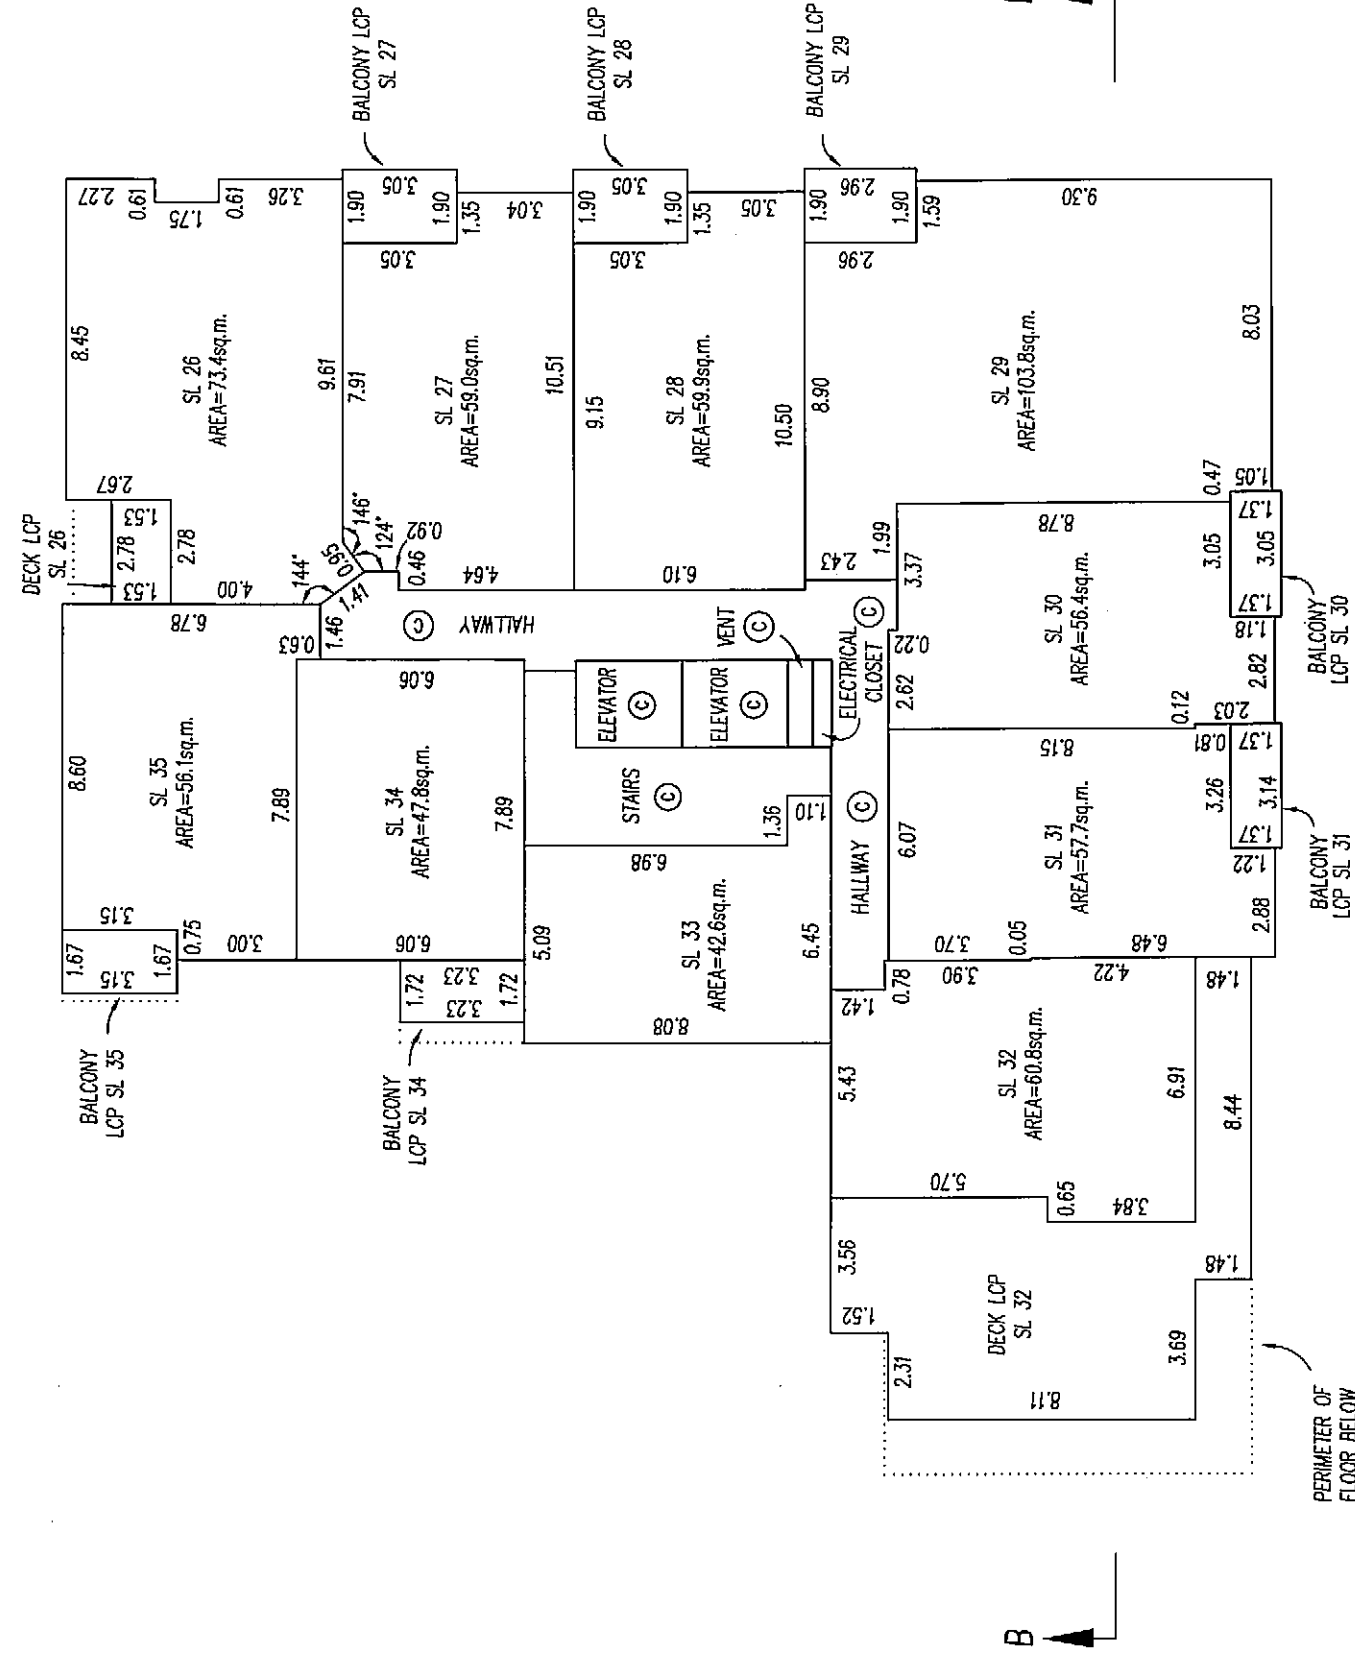 BALCONY LCP
SL 27
BALCONY LCP
SL 28
BALCONY LCP
SL 29
DECK LCP
SL 26
2.27
0.61
1.75
0.61
3.26
8.45
SL 26
AREA=73.4sq.m.
2.67
1.53
2.78
1.53
2.78
4.00
9.61
144°
146°
124°
0.95
1.41
0.92
0.46
1.90
3.05
1.90
3.05
1.35
3.04
7.91
SL 27
AREA=59.0sq.m.
10.51
4.64
1.90
3.05
1.90
3.05
1.35
3.05
9.15
SL 28
AREA=59.9sq.m.
10.50
6.10
1.90
2.96
1.90
2.96
1.59
9.30
8.90
SL 29
AREA=103.8sq.m.
8.03
2.43
1.99
8.78
0.47
1.05
3.37
0.22
2.62
SL 30
AREA=56.4sq.m.
3.05
1.37
3.05
1.37
1.18
2.82
2.03
0.12
BALCONY
LCP SL 30
8.15
6.07
SL 31
AREA=57.7sq.m.
0.81
3.26
1.37
3.14
1.37
1.22
2.88
3.70
0.05
6.48
BALCONY
LCP SL 31
HALLWAY
C
1.46
0.63
6.78
8.60
SL 35
AREA=56.1sq.m.
7.89
3.15
1.67
3.15
1.67
0.75
3.00
BALCONY
LCP SL 35
6.06
SL 34
AREA=47.8sq.m.
7.89
6.06
1.72
3.23
3.23
1.72
BALCONY
LCP SL 34
ELEVATOR
C
ELEVATOR
C
VENT
C
ELECTRICAL
CLOSET
C
STAIRS
C
1.36
1.10
6.98
5.09
SL 33
AREA=42.6sq.m.
6.45
8.08
HALLWAY
C
1.42
0.78
3.90
4.22
1.48
5.43
SL 32
AREA=60.8sq.m.
6.91
8.44
5.70
0.65
3.84
1.48
3.56
1.52
2.31
DECK LCP
SL 32
8.11
3.69
PERIMETER OF
FLOOR BELOW
B